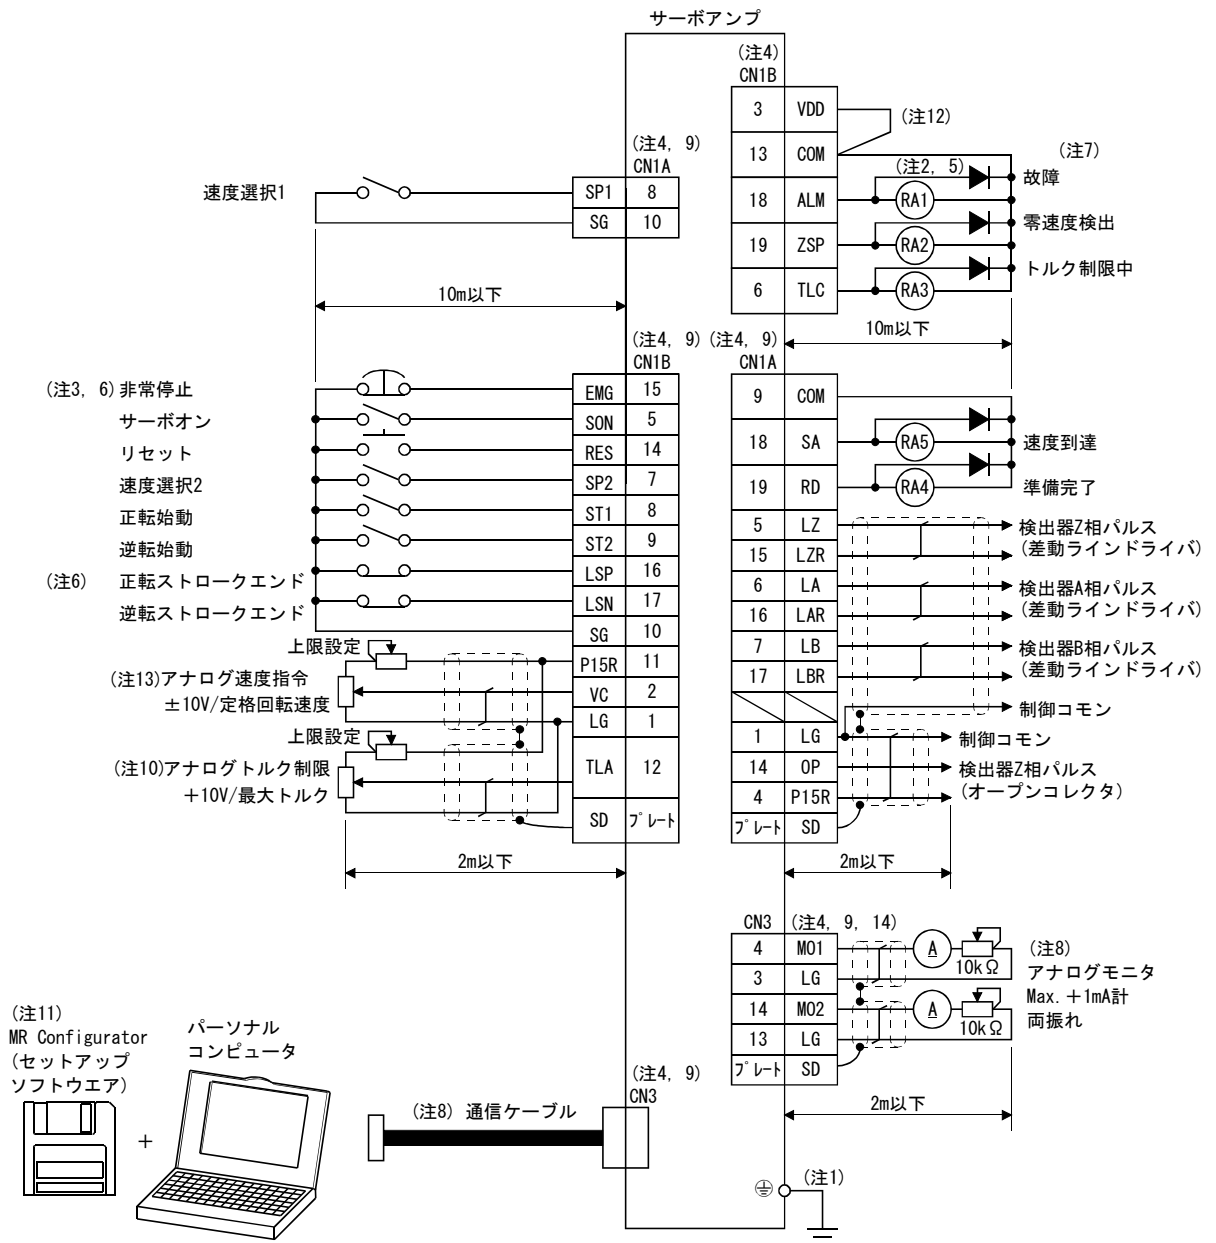 サーボアンプ
(注4)
CN1B
3 VDD
(注12)
13 COM
(注7)
(注2, 5)
故障
18 ALM RA1
零速度検出
19 ZSP RA2
トルク制限中
6 TLC RA3
10m以下
(注4, 9)
CN1A
速度選択1
SP1 8
SG 10
10m以下
(注4, 9)
CN1B
(注3, 6) 非常停止
EMG 15
サーボオン
SON 5
リセット
RES 14
速度選択2
SP2 7
正転始動
ST1 8
逆転始動
ST2 9
(注6) 正転ストロークエンド
LSP 16
逆転ストロークエンド
LSN 17
SG 10
上限設定
P15R 11
(注13)アナログ速度指令
±10V/定格回転速度
VC 2
LG 1
上限設定
(注10)アナログトルク制限
+10V/最大トルク
TLA 12
SD プレート
2m以下
(注4, 9)
CN1A
9 COM
18 SA RA5 速度到達
19 RD RA4 準備完了
5 LZ
検出器Z相パルス
(差動ラインドライバ)
15 LZR
6 LA
検出器A相パルス
(差動ラインドライバ)
16 LAR
7 LB
検出器B相パルス
(差動ラインドライバ)
17 LBR
制御コモン
1 LG
制御コモン
14 OP
検出器Z相パルス
(オープンコレクタ)
4 P15R
プレート SD
2m以下
CN3 (注4, 9, 14)
4 MO1 A 10kΩ
3 LG
14 MO2 A 10kΩ
13 LG
プレート SD
(注8)
アナログモニタ
Max.+1mA計
両振れ
2m以下
(注11)
MR Configurator
(セットアップ
ソフトウエア)
+
パーソナル
コンピュータ
(注8) 通信ケーブル
(注4, 9)
CN3
(注1)